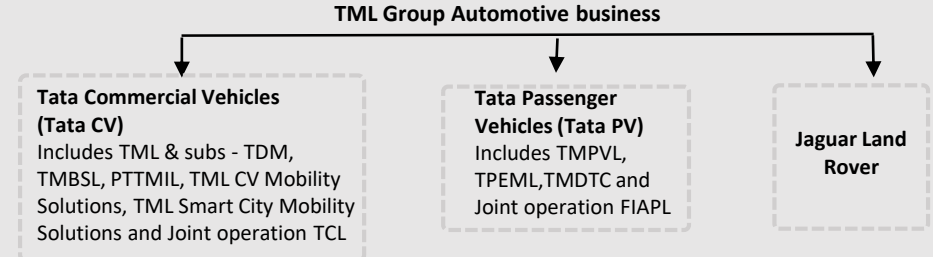 TML Group Automotive business
Tata Commercial Vehicles
(Tata CV)
Includes TML & subs - TDM,
TMBSL, PTTMIL, TML CV Mobility
Solutions, TML Smart City Mobility
Solutions and Joint operation TCL
Tata Passenger
Vehicles (Tata PV)
Includes TMPVL,
TPEML,TMDTC and
Joint operation FIAPL
Jaguar Land
Rover